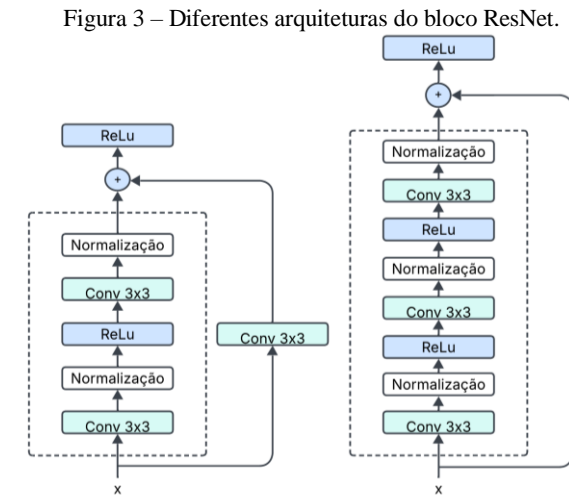 Figura 3 – Diferentes arquiteturas do bloco ResNet.
ReLu
+
Normalização
Conv 3x3
ReLu
Normalização
Conv 3x3
x
Conv 3x3
ReLu
+
Normalização
Conv 3x3
ReLu
Normalização
Conv 3x3
ReLu
Normalização
Conv 3x3
x